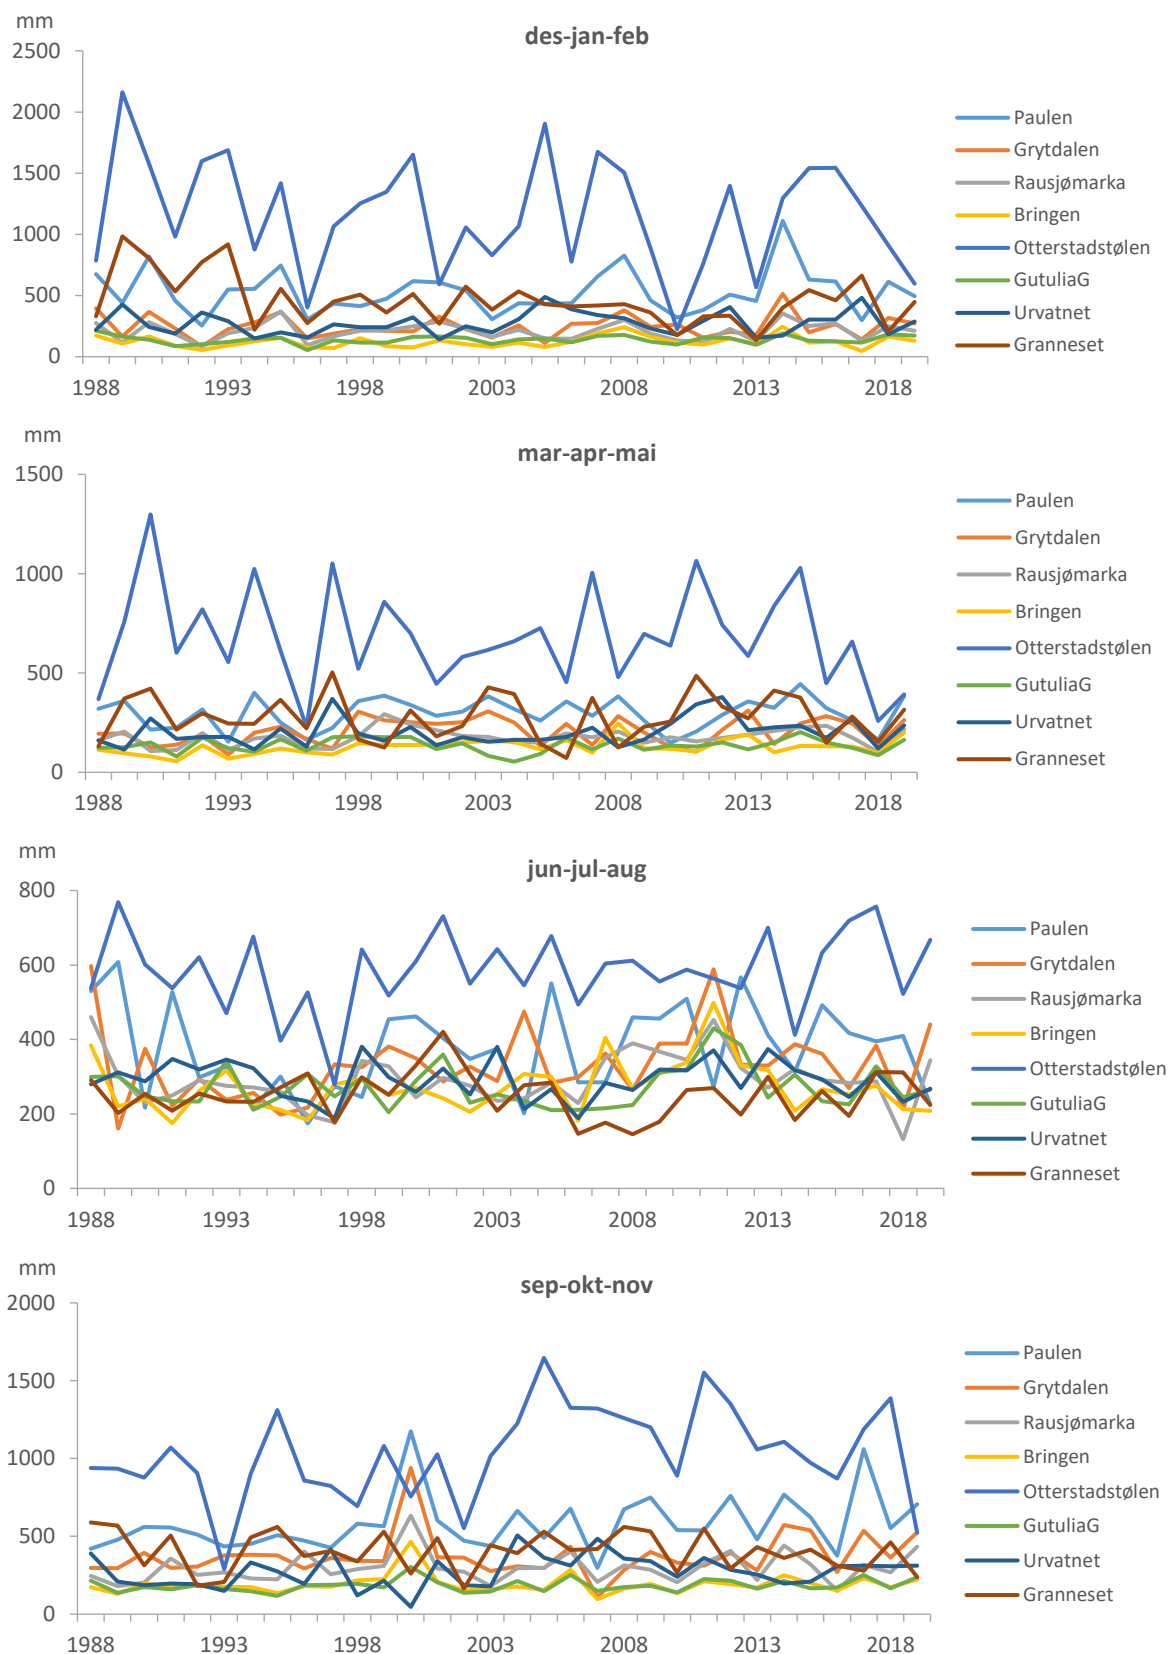 mm
des-jan-feb
2500
2000
1500
1000
500
0
1988 1993 1998 2003 2008 2013 2018
Paulen
Grytdalen
Rausjømarka
Bringen
Otterstadstølen
GutuliaG
Urvatnet
Granneset
mm
mar-apr-mai
1500
1000
500
0
1988 1993 1998 2003 2008 2013 2018
Paulen
Grytdalen
Rausjømarka
Bringen
Otterstadstølen
GutuliaG
Urvatnet
Granneset
mm
jun-jul-aug
800
600
400
200
0
1988 1993 1998 2003 2008 2013 2018
Paulen
Grytdalen
Rausjømarka
Bringen
Otterstadstølen
GutuliaG
Urvatnet
Granneset
mm
sep-okt-nov
2000
1500
1000
500
0
1988 1993 1998 2003 2008 2013 2018
Paulen
Grytdalen
Rausjømarka
Bringen
Otterstadstølen
GutuliaG
Urvatnet
Granneset